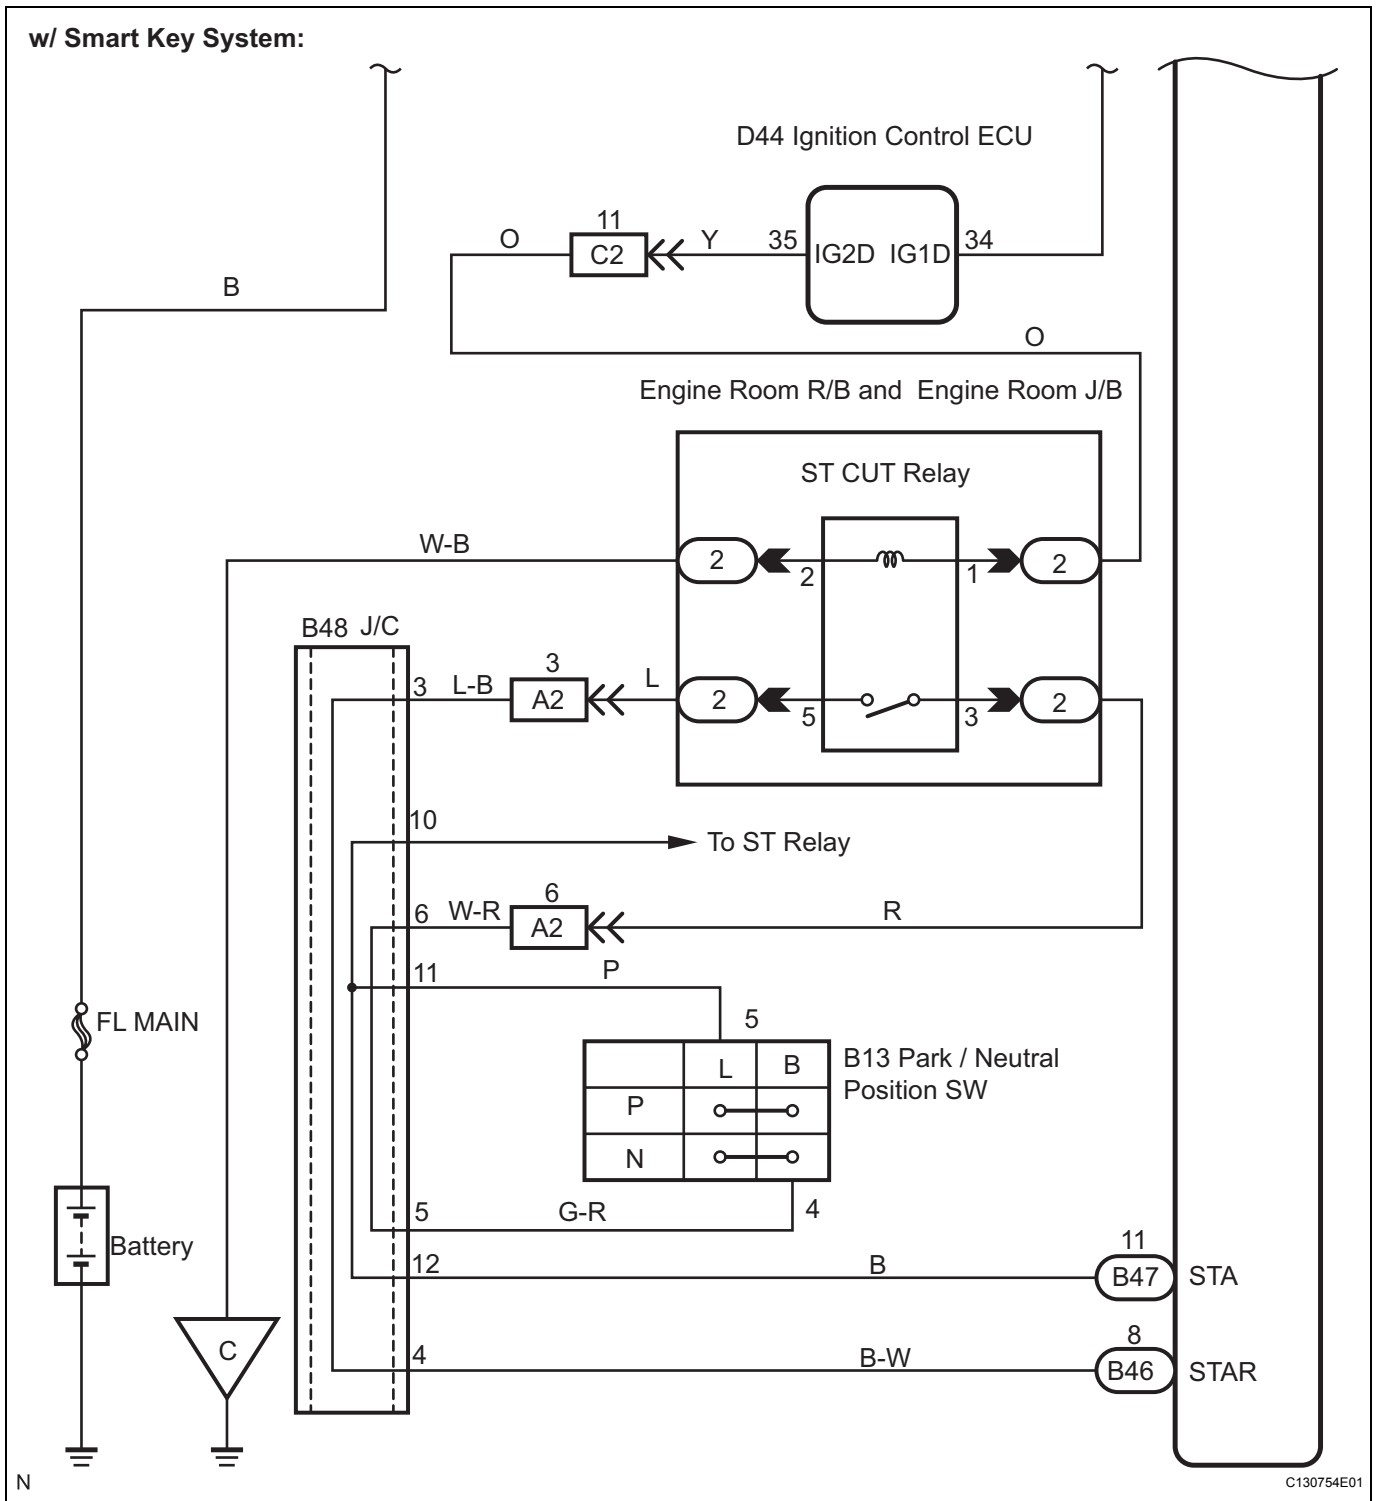 w/ Smart Key System:
D44 Ignition Control ECU
11
O
C2
Y
35
IG2D IG1D
34
B
O
Engine Room R/B and Engine Room J/B
ST CUT Relay
W-B
2
2
1
2
B48 J/C
3
L-B
3
A2
L
2
5
3
2
10
To ST Relay
6
W-R
6
A2
R
11
P
FL MAIN
5
L B
P
N
B13 Park / Neutral
Position SW
5
G-R
4
Battery
12
B
11
B47
STA
C
4
B-W
8
B46
STAR
N
C130754E01